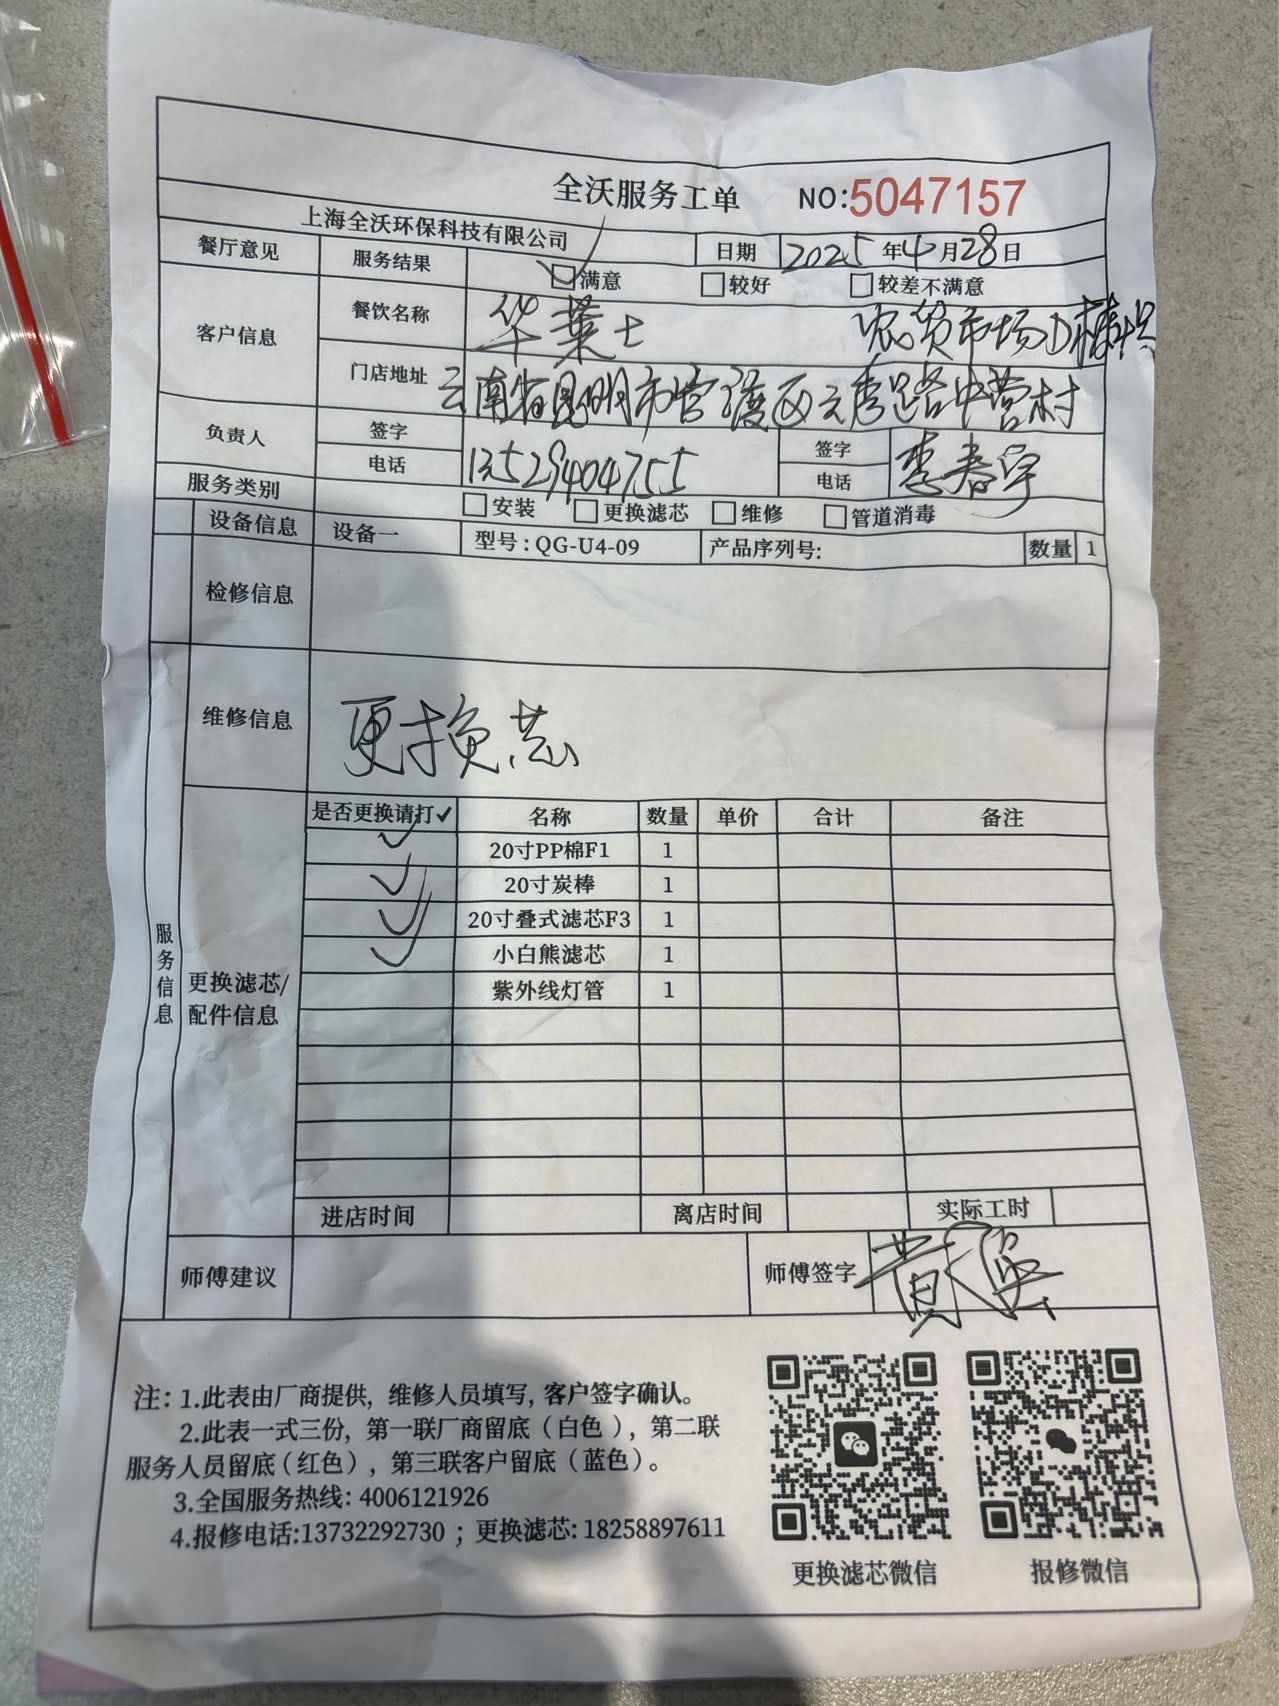 全沃服务工单 NO:5047157
上海全沃环保科技有限公司 日期 2025年4月28日
餐厅意见 服务结果 满意 较好 较差不满意
客户信息 餐饮名称 华莱士 农贸市场D栋
门店地址 云南省昆明市官渡区云秀路中营村
负责人 签字 签字 李春宇
电话 13529404755 电话
服务类别 安装 更换滤芯 维修 管道消毒
设备信息 设备一 型号：QG-U4-09 产品序列号: 数量 1
检修信息
维修信息 更换芯
服务信息
更换滤芯/
配件信息
是否更换请打✓ 名称 数量 单价 合计 备注
✓ 20寸PP棉F1 1
✓ 20寸炭棒 1
✓ 20寸叠式滤芯F3 1
✓ 小白熊滤芯 1
紫外线灯管 1
进店时间 离店时间 实际工时
师傅建议 师傅签字
注：1.此表由厂商提供，维修人员填写，客户签字确认。
2.此表一式三份，第一联厂商留底（白色），第二联
服务人员留底（红色），第三联客户留底（蓝色）。
3.全国服务热线：4006121926
4.报修电话:13732292730；更换滤芯: 18258897611
更换滤芯微信 报修微信